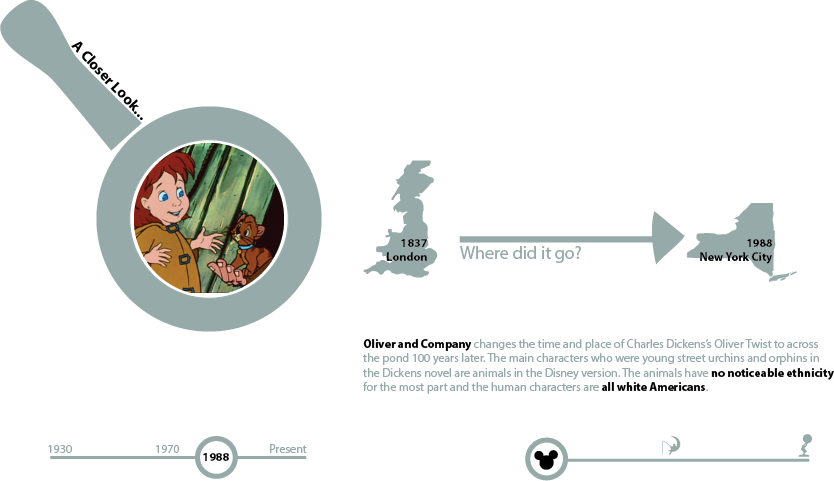 A Closer Look...
1837
London
Where did it go?
1988
New York City
Oliver and Company changes the time and place of Charles Dickens's Oliver Twist to across
the pond 100 years later. The main characters who were young street urchins and orphins in
the Dickens novel are animals in the Disney version. The animals have no noticeable ethnicity
for the most part and the human characters are all white Americans.
1930
1970
1988
Present